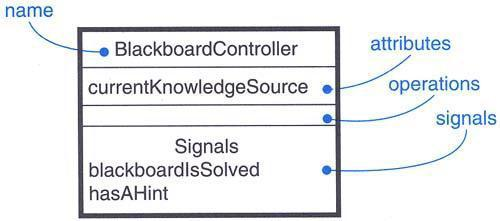 name
BlackboardController
attributes
currentKnowledgeSource
operations
signals
Signals
blackboardIsSolved
hasAHint